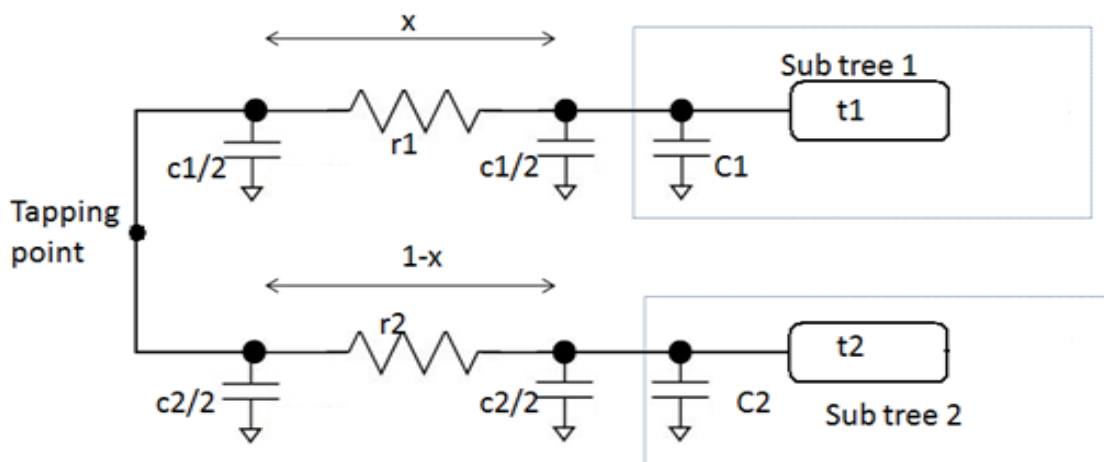 x
Sub tree 1
t1
r1
c1/2
c1/2
C1
Tapping
point
1-x
r2
t2
c2/2
c2/2
C2
Sub tree 2